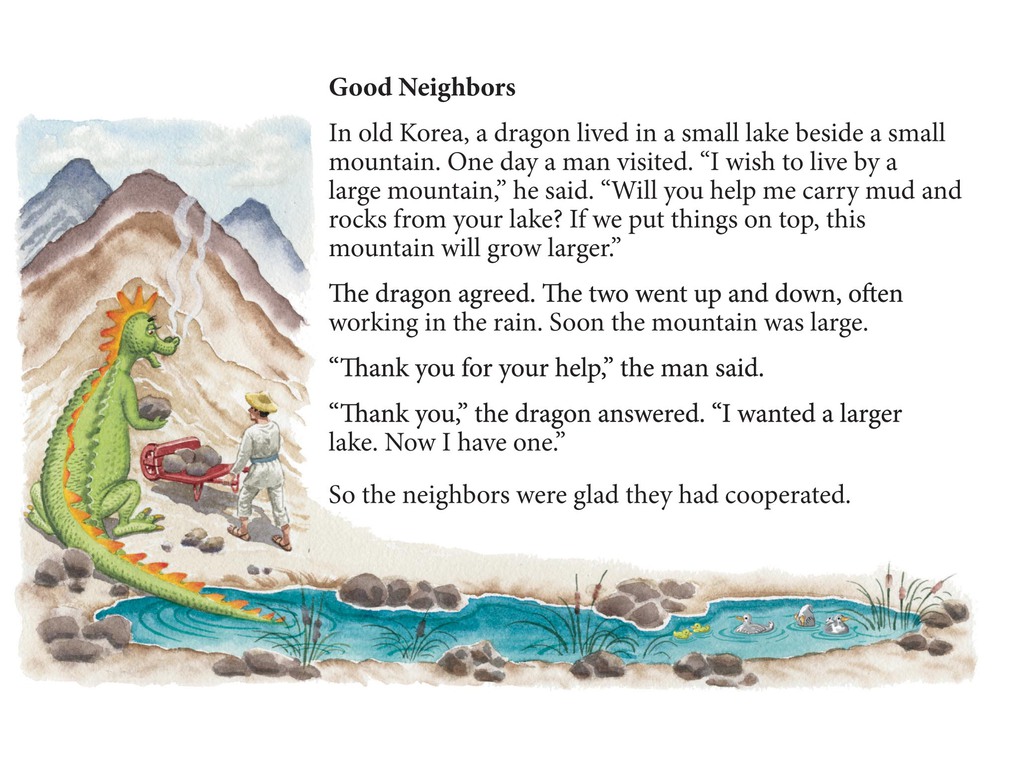 Good Neighbors
In old Korea, a dragon lived in a small lake beside a small
mountain. One day a man visited. “I wish to live by a
large mountain,” he said. “Will you help me carry mud and
rocks from your lake? If we put things on top, this
mountain will grow larger.”
The dragon agreed. The two went up and down, often
working in the rain. Soon the mountain was large.
“Thank you for your help,” the man said.
“Thank you,” the dragon answered. “I wanted a larger
lake. Now I have one.”
So the neighbors were glad they had cooperated.